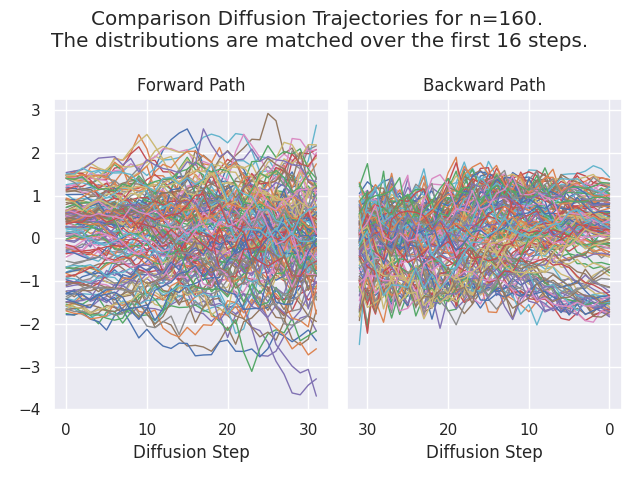 Comparison Diffusion Trajectories for n=160.
The distributions are matched over the first 16 steps.
Forward Path
Backward Path
3
2
1
0
−1
−2
−3
−4
0 10 20 30
30 20 10 0
Diffusion Step
Diffusion Step